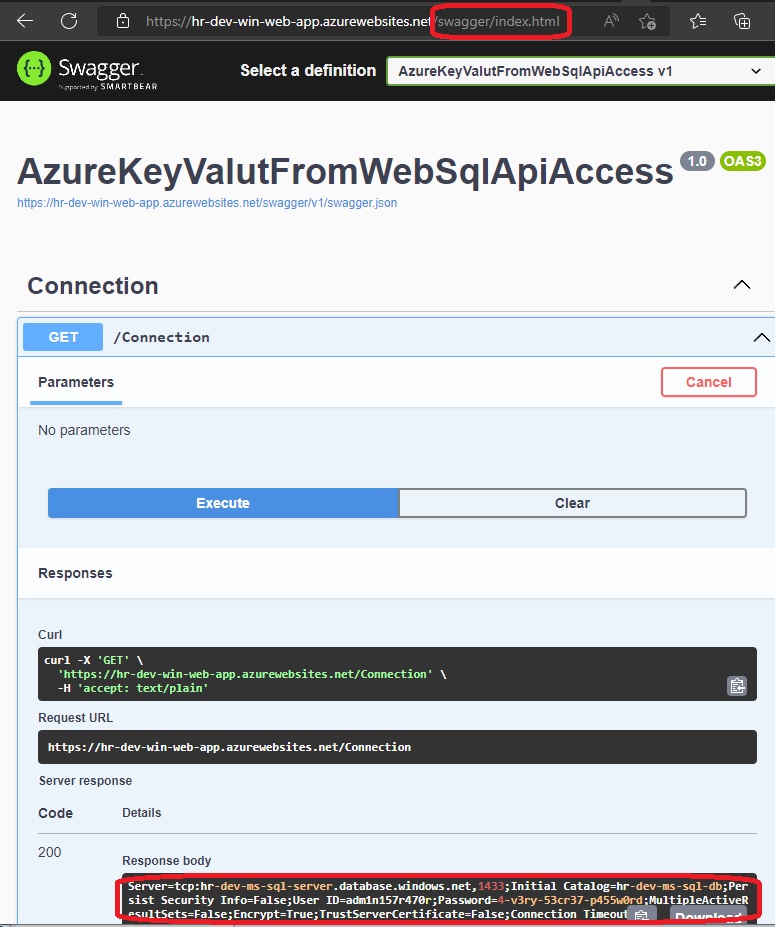 https://hr-dev-win-web-app.azurewebsites.net/swagger/index.html
Swagger.
Supported by SMARTBEAR
Select a definition
AzureKeyValutFromWebSqlApiAccess v1
AzureKeyValutFromWebSqlApiAccess 1.0 OAS3
https://hr-dev-win-web-app.azurewebsites.net/swagger/v1/swagger.json
Connection
GET /Connection
Parameters
Cancel
No parameters
Execute
Clear
Responses
Curl
curl -X 'GET' \
'https://hr-dev-win-web-app.azurewebsites.net/Connection' \
-H 'accept: text/plain'
Request URL
https://hr-dev-win-web-app.azurewebsites.net/Connection
Server response
Code Details
200
Response body
Server=tcp:hr-dev-ms-sql-server.database.windows.net,1433;Initial Catalog=hr-dev-ms-sql-db;Per
sist Security Info=False;User ID=adm1n157r470r;Password=4-v3ry-53cr37-p455w0rd;MultipleActiveR
esultSets=False;Encrypt=True;TrustServerCertificate=False;Connection Timeout
Download